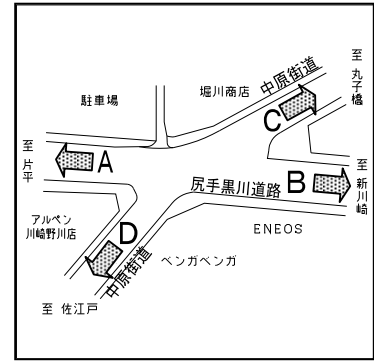 至 丸子橋
中原街道
堀川商店
駐車場
C
至 片平
A
尻手黒川道路
B
至 新川崎
アルペン
川崎野川店
D
ENEOS
中原街道
ベンガベンガ
至 佐江戸